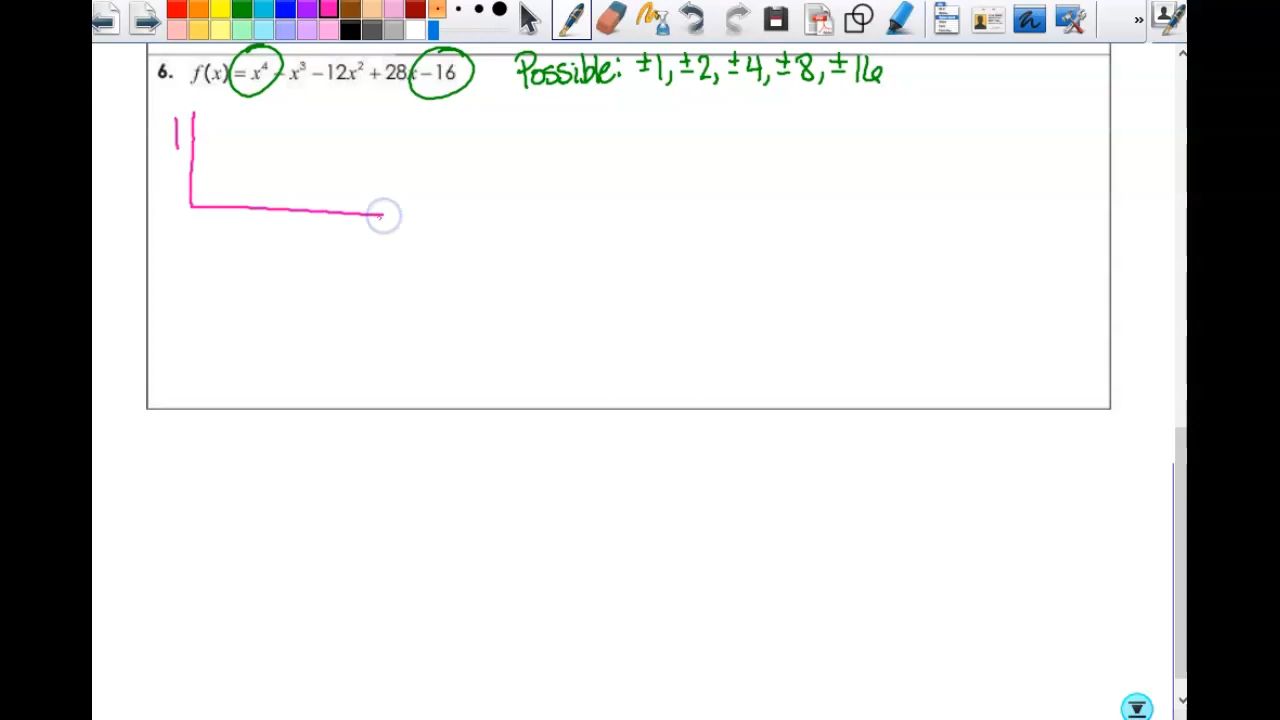 6. f(x) = x⁴ – x³ – 12x² + 28x – 16 Possible: ±1, ±2, ±4, ±8, ±16
1